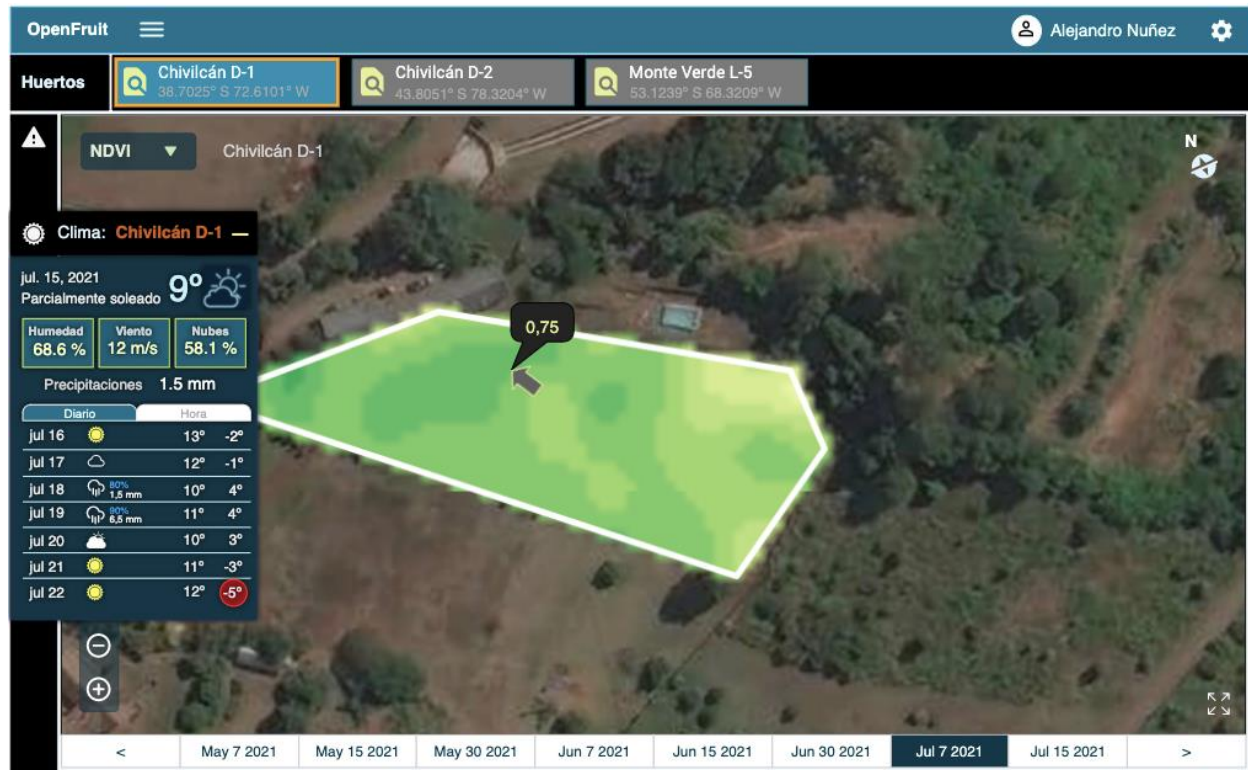 OpenFruit
Alejandro Nuñez
Huertos
Chivilcán D-1
38.7025° S 72.6101° W
Chivilcán D-2
43.8051° S 78.3204° W
Monte Verde L-5
53.1239° S 68.3209° W
NDVI
Chivilcán D-1
N
Clima: Chivilcán D-1
jul. 15, 2021
Parcialmente soleado
9°
Humedad
68.6 %
Viento
12 m/s
Nubes
58.1 %
Precipitaciones 1.5 mm
Diario
Hora
jul 16 13° -2°
jul 17 12° -1°
jul 18 80% 1,5 mm 10° 4°
jul 19 90% 6,5 mm 11° 4°
jul 20 10° 3°
jul 21 11° -3°
jul 22 12° -5°
0,75
< May 7 2021 May 15 2021 May 30 2021 Jun 7 2021 Jun 15 2021 Jun 30 2021 Jul 7 2021 Jul 15 2021 >